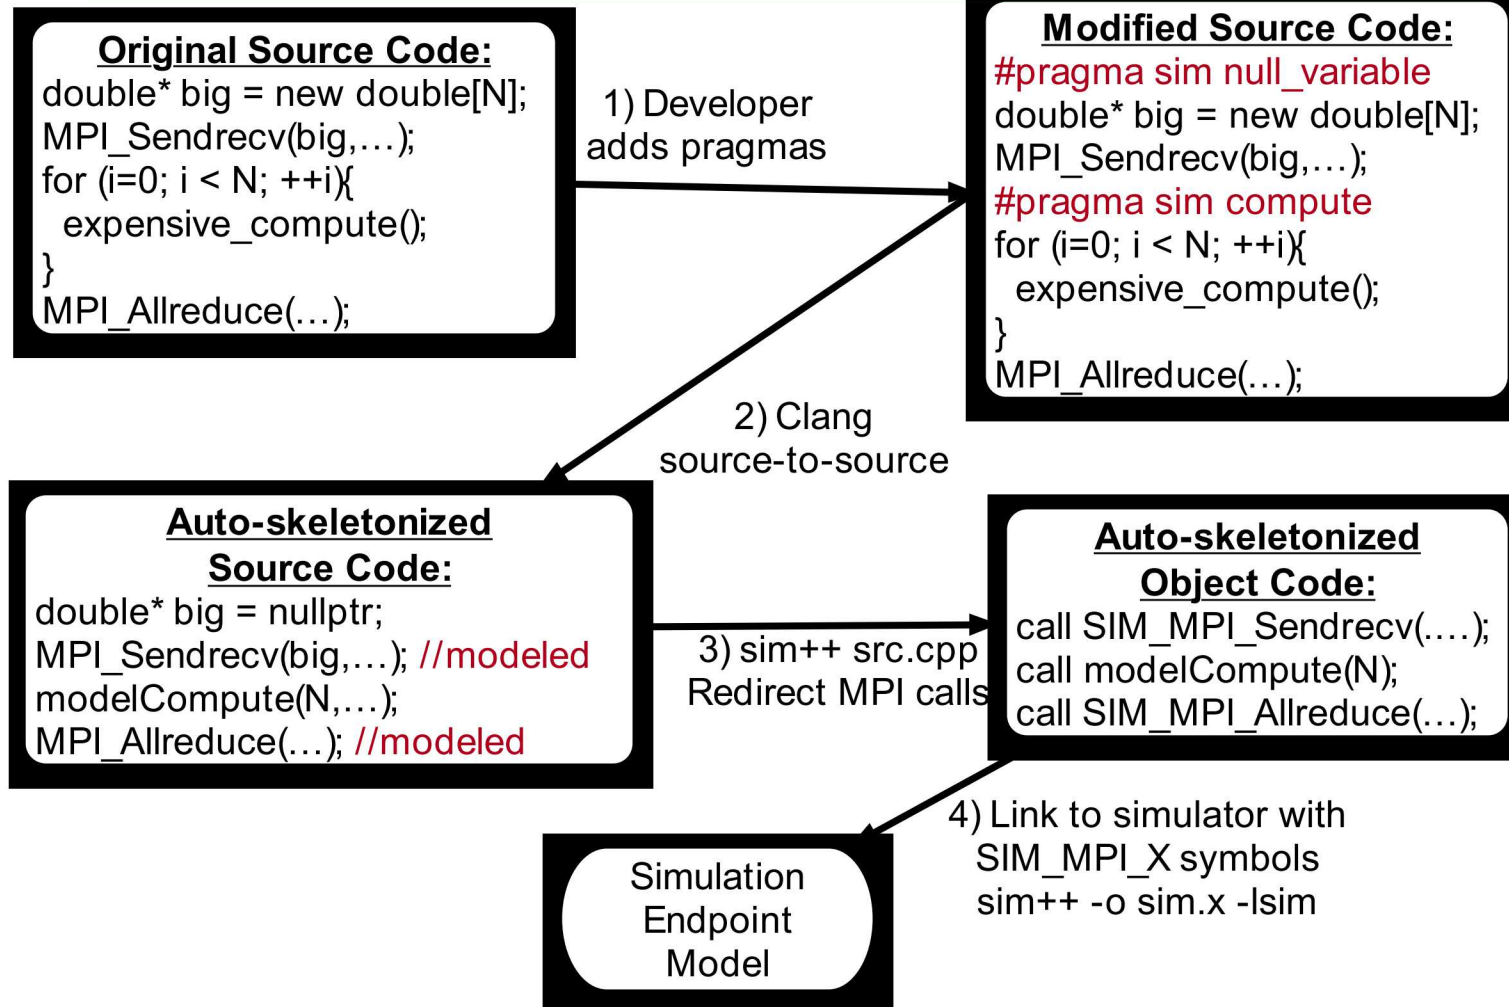 Original Source Code:
double* big = new double[N];
MPI_Sendrecv(big,…);
for (i=0; i < N; ++i){
expensive_compute();
}
MPI_Allreduce(…);
1) Developer
adds pragmas
Modified Source Code:
#pragma sim null_variable
double* big = new double[N];
MPI_Sendrecv(big,…);
#pragma sim compute
for (i=0; i < N; ++i){
expensive_compute();
}
MPI_Allreduce(…);
2) Clang
source-to-source
Auto-skeletonized
Source Code:
double* big = nullptr;
MPI_Sendrecv(big,…); //modeled
modelCompute(N,…);
MPI_Allreduce(…); //modeled
3) sim++ src.cpp
Redirect MPI calls
Auto-skeletonized
Object Code:
call SIM_MPI_Sendrecv(….);
call modelCompute(N);
call SIM_MPI_Allreduce(…);
4) Link to simulator with
SIM_MPI_X symbols
sim++ -o sim.x -lsim
Simulation
Endpoint
Model